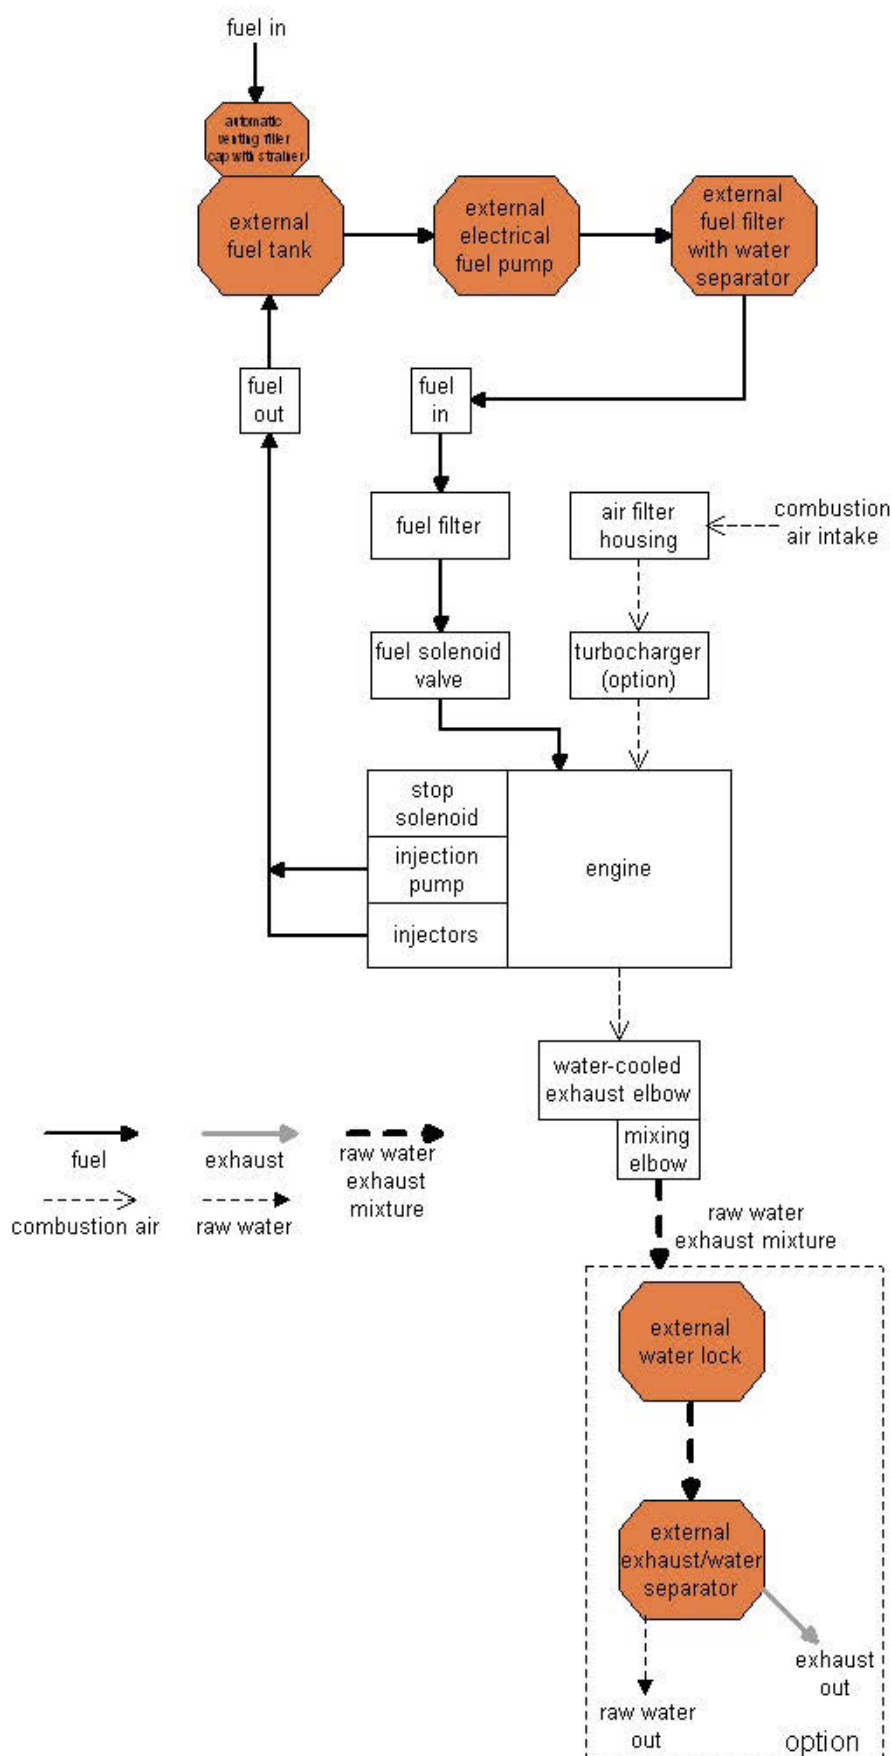 fuel in
automatic
venting filler
cap with strainer
external
fuel tank
external
electrical
fuel pump
external
fuel filter
with water
separator
fuel
out
fuel
in
fuel filter
air filter
housing
combustion
air intake
fuel solenoid
valve
turbocharger
(option)
stop
solenoid
injection
pump
injectors
engine
water-cooled
exhaust elbow
mixing
elbow
fuel
exhaust
raw water
exhaust
mixture
combustion air
raw water
raw water
exhaust mixture
external
water lock
external
exhaust/water
separator
exhaust
out
raw water
out
option